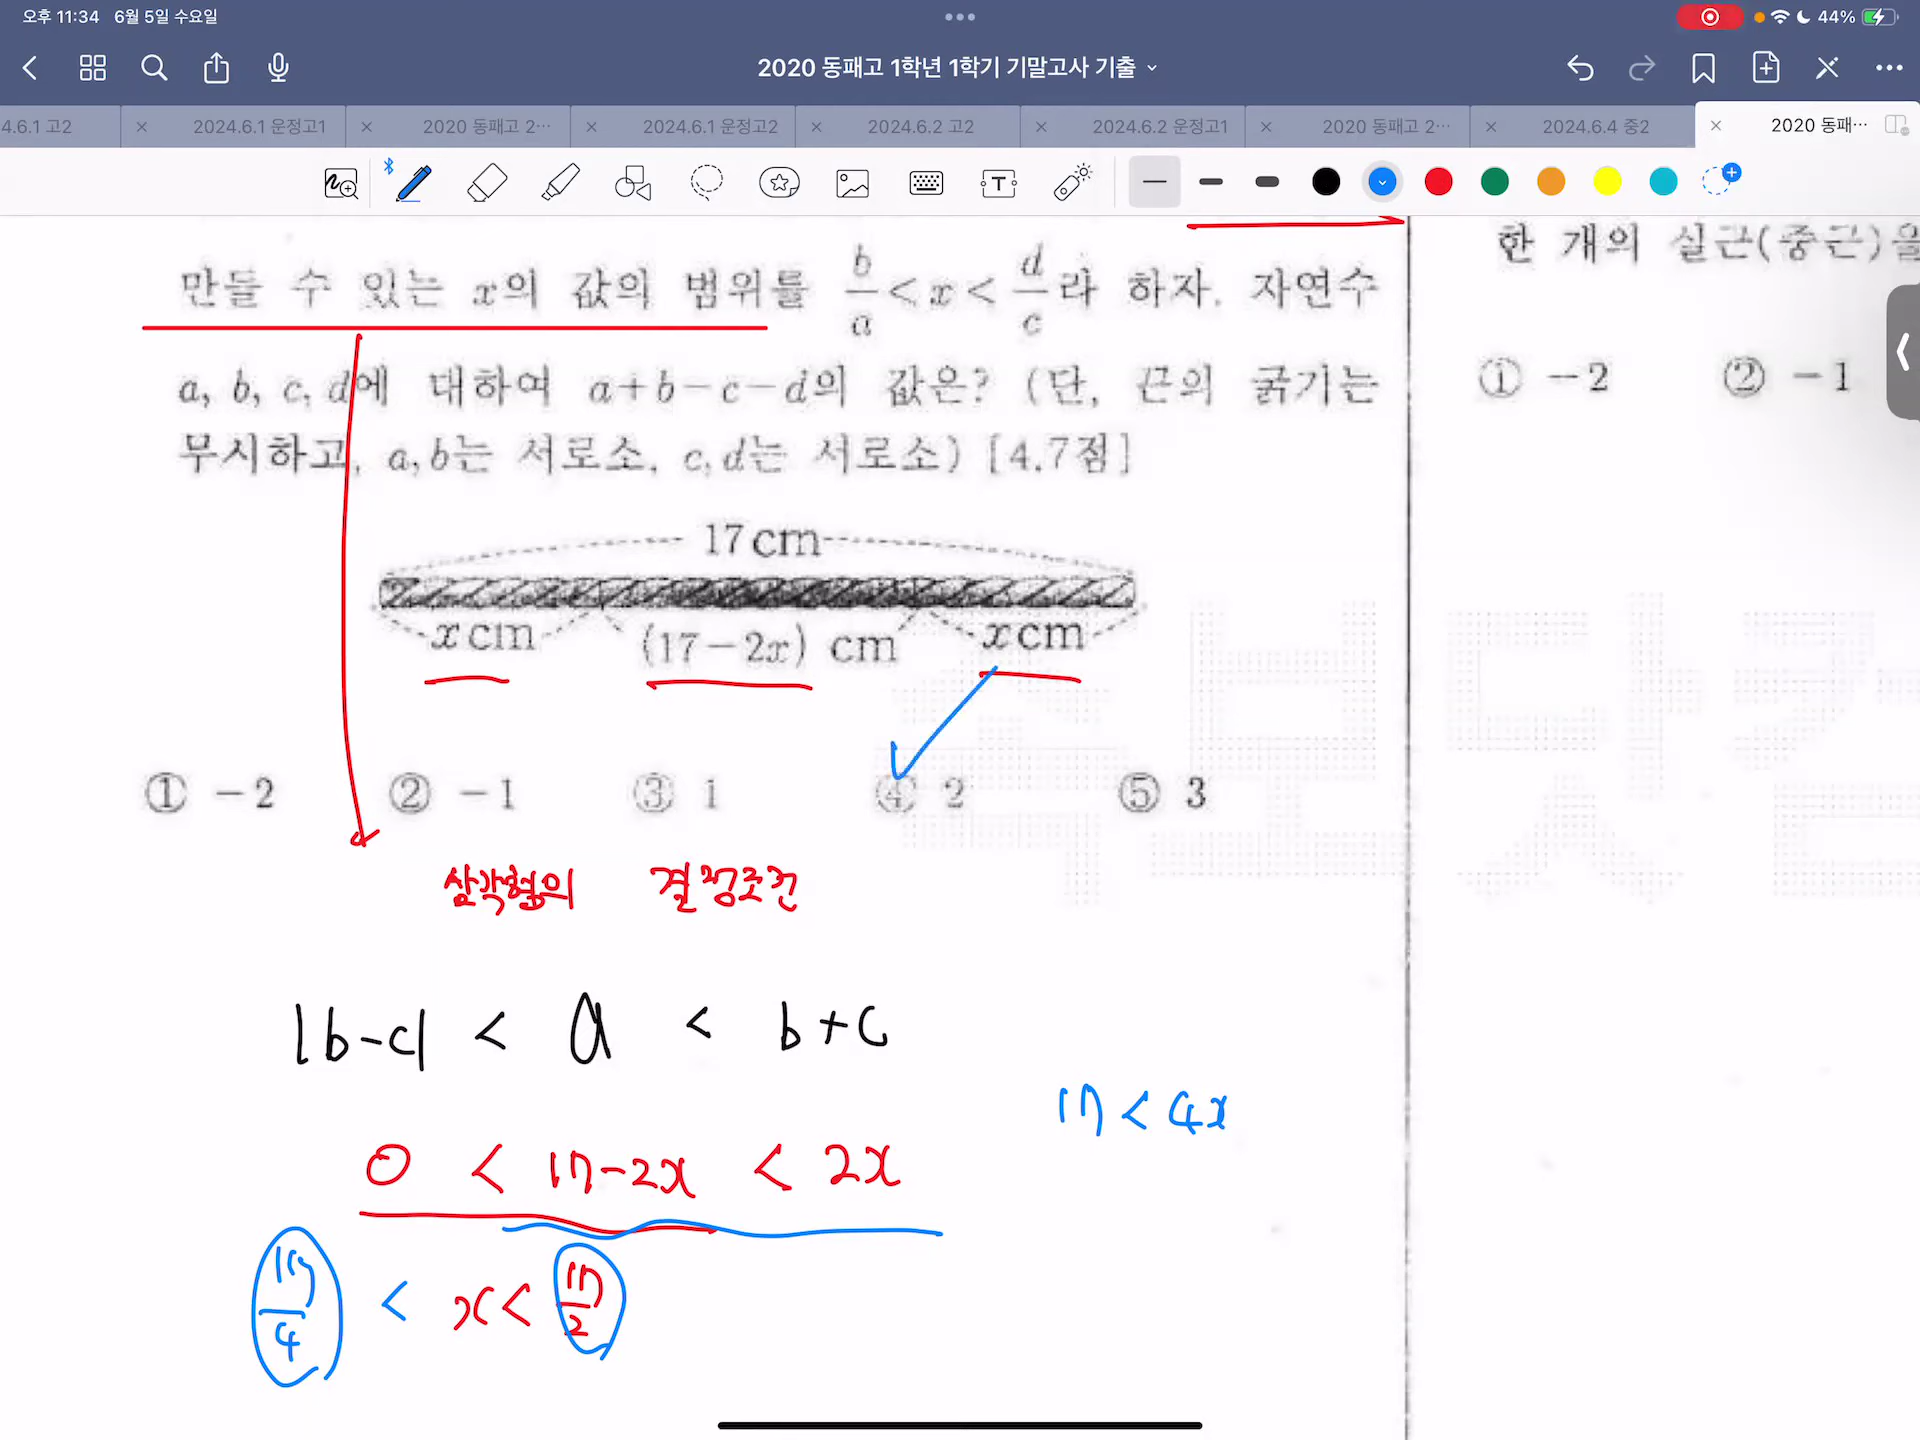 오후 11:34 6월 5일 수요일
44%
2020 동패고 1학년 1학기 기말고사 기출
4.6.1 고2
2024.6.1 운정고1
2020 동패고 2…
2024.6.1 운정고2
2024.6.2 고2
2024.6.2 운정고1
2020 동패고 2…
2024.6.4 중2
2020 동패…
만들 수 있는 x의 값의 범위를 b/a < x < d/c라 하자. 자연수
a, b, c, d에 대하여 a+b-c-d의 값은? (단, 끈의 굵기는
무시하고, a, b는 서로소, c, d는 서로소) [4.7점]
17cm
xcm (17-2x) cm xcm
① -2 ② -1 ③ 1 ④ 2 ⑤ 3
삼각형의 결정조건
|b-c| < a < b+c
17 < 4x
0 < 17-2x < 2x
17/4 < x < 17/2
한 개의 실근(중근)을
① -2 ② -1